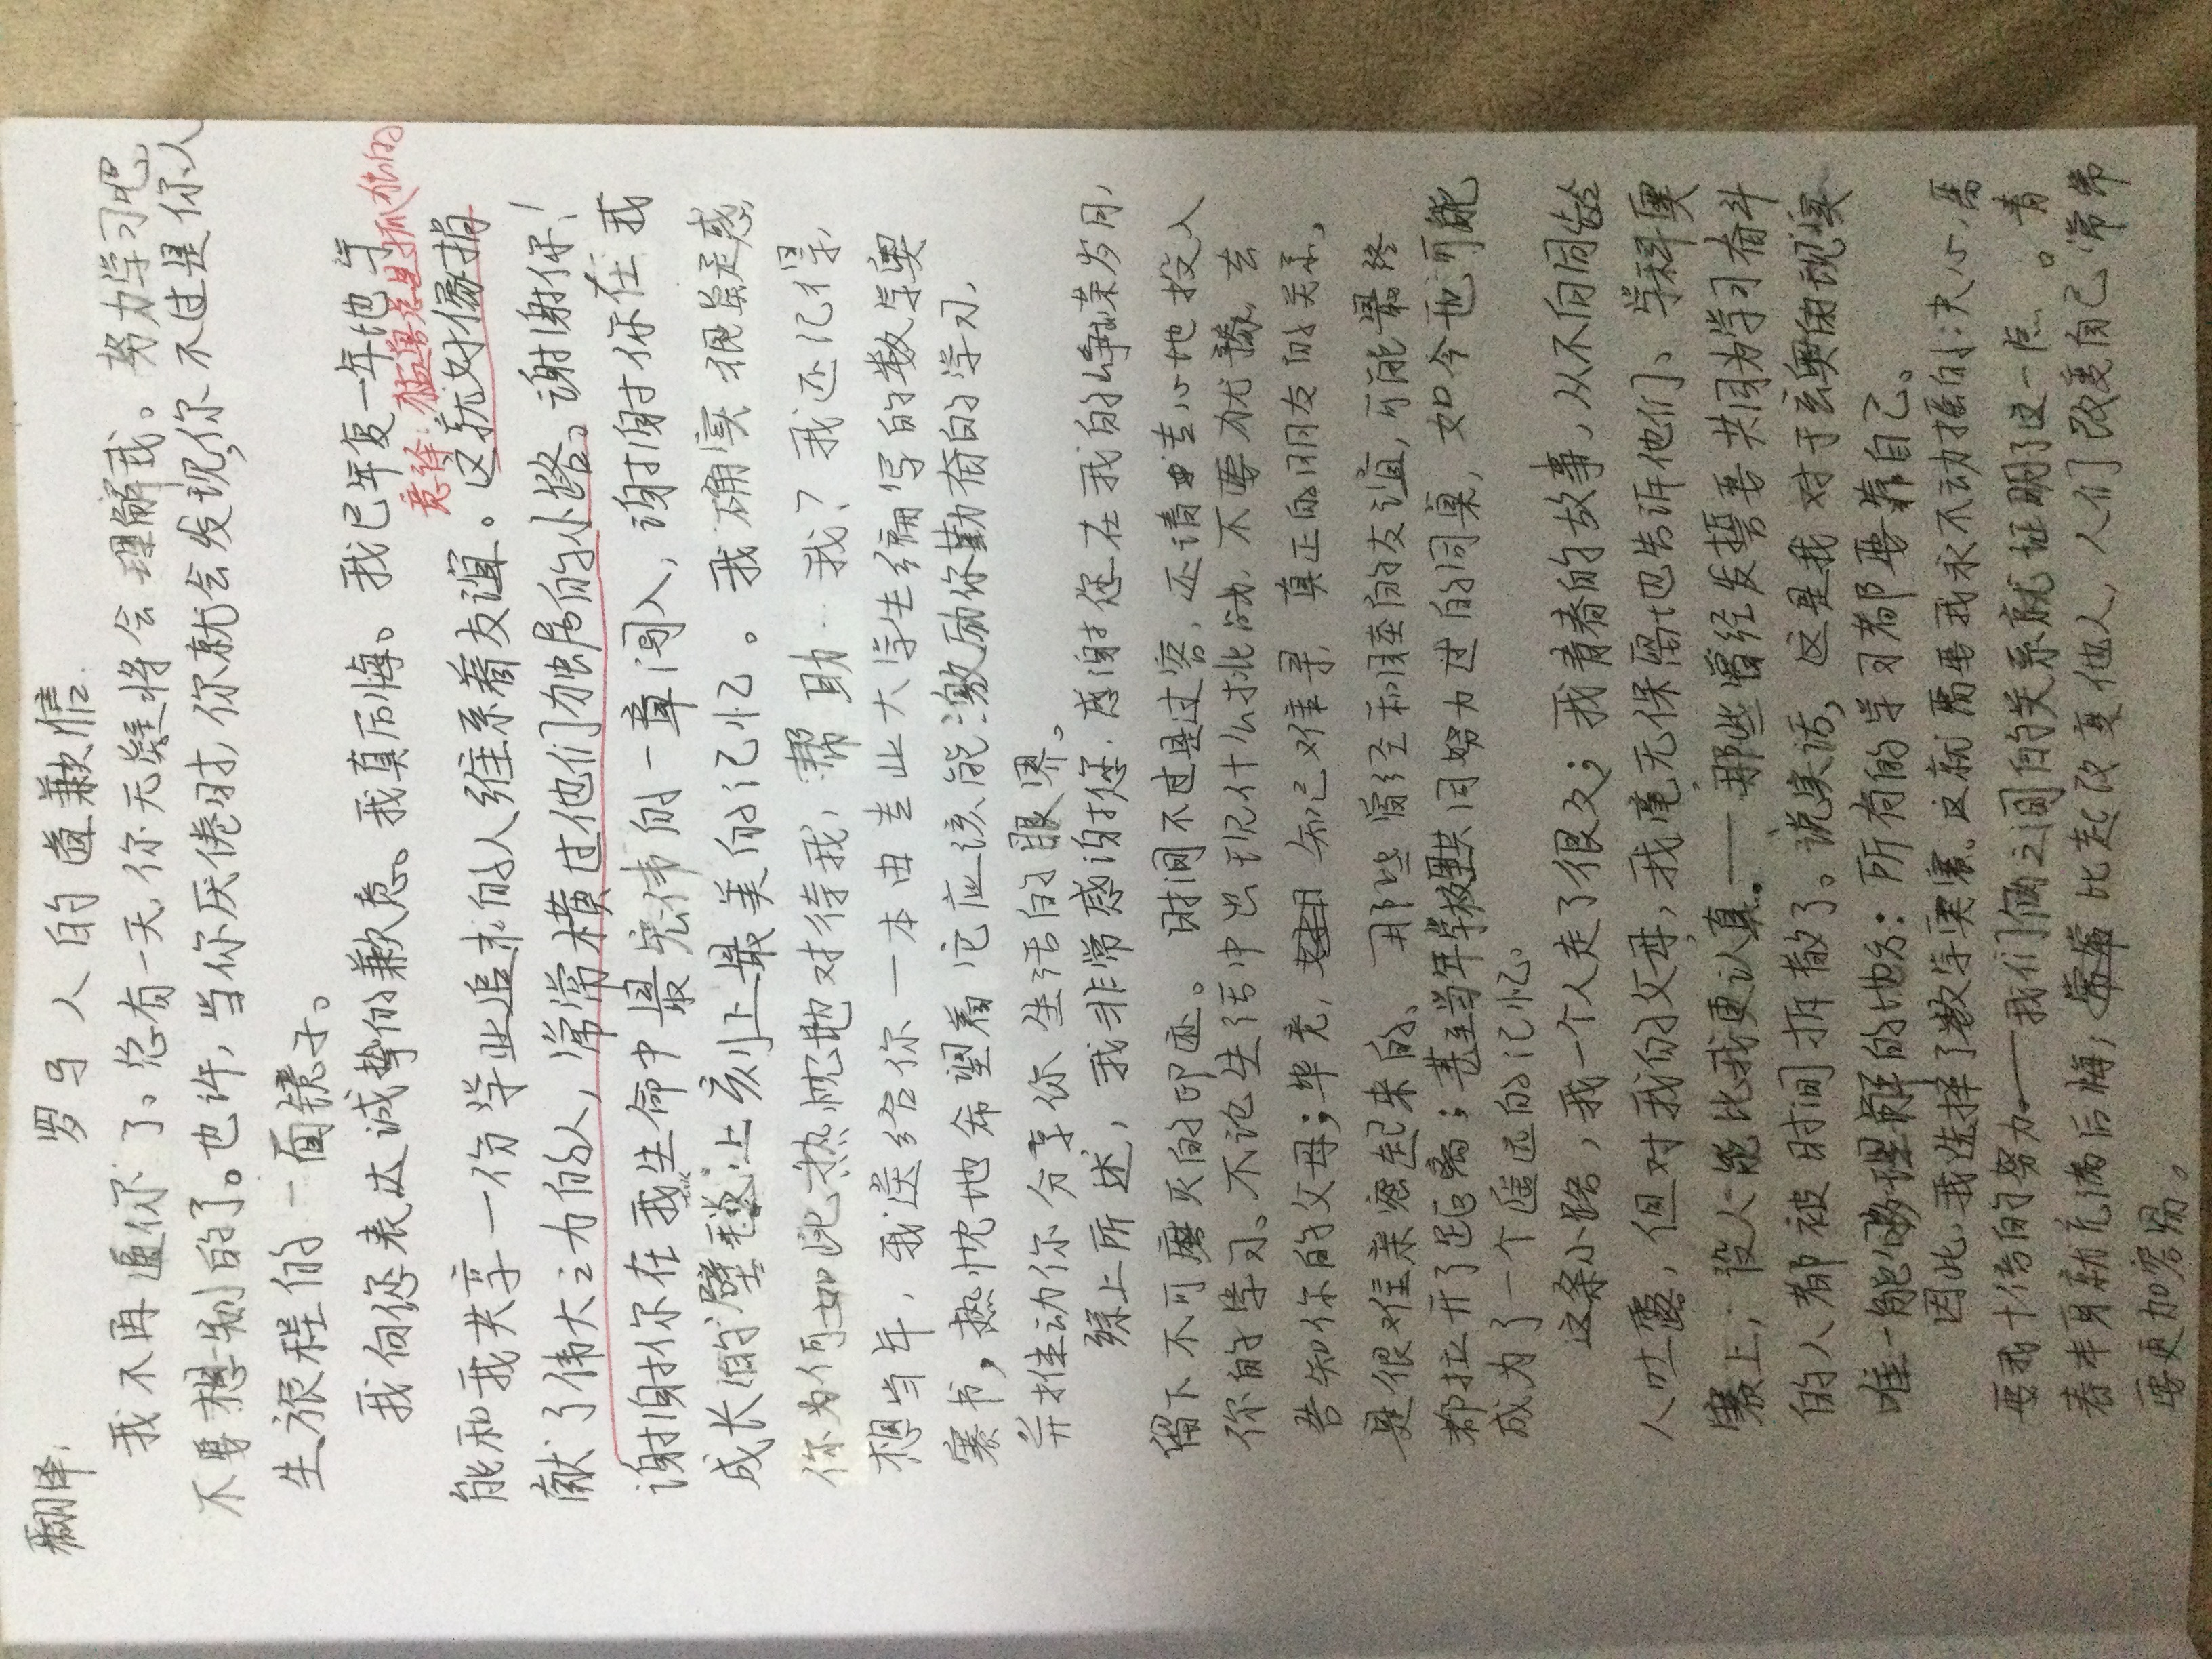 翻译: 罗马人的道歉信.
我不再逼你了。总有一天,你无疑将会理解我。努力学习吧,
不要想别的了。也许,当你厌倦时,你就会发现,你不过是你人
生旅程的一面镜子。
我向您表达诚挚的歉意。我真后悔。我已年复一年地与
意译:猛兽总是孤独的
能和我共享一份学业追求的人维系着友谊。这就好像捐
献了伟大之力的人,常常横过他们独居的小路。谢谢你!
谢谢你在我生命中最宏伟的一章闯入,谢谢你在我
成长的壁毯上刻上最美的记忆。我确实很疑惑,
你为何如此热忱地对待我,帮助我?我还记得,
想当年,我送给你一本由专业大学生编写的数学奥
赛书,热忱地希望着它应该能激励你勤奋的学习,
并推动你分享你生活的眼界。
综上所述,我非常感谢您.感谢您在我的峥嵘岁月,
留下不可磨灭的印迹。时间不过是过客,还请专心地投入
你的学习。不论生活中出现什么挑战,不要犹豫,去
告知你的父母;毕竟,知己难寻,真正的朋友的关系,
是很难亲密起来的、那些曾经和睦的友谊,可能最终
都拉开了距离;甚至当年学校里共同努力过的同桌,如今也可能
成为了一个遥远的记忆。
这条小路,我一个人走了很久;我青春的故事,从不向同龄
人吐露,但对我的父母,我毫无保留地告诉他们、学科奥
赛上,没人能比我更认真。——那些曾经发誓要共同为学习奋斗
的人都被时间拆散了。说实话,这是我对于玄奥的现实
唯一能够理解的地方:所有的学习都要靠自己。
因此,我选择了数学奥赛。这就需要我永不动摇的决心,需
要我十倍的努力。——我们俩之间的关系就证明了这一点。青
春本身就充满后悔;比起改变他人,人们改变自己常常
要更加容易。